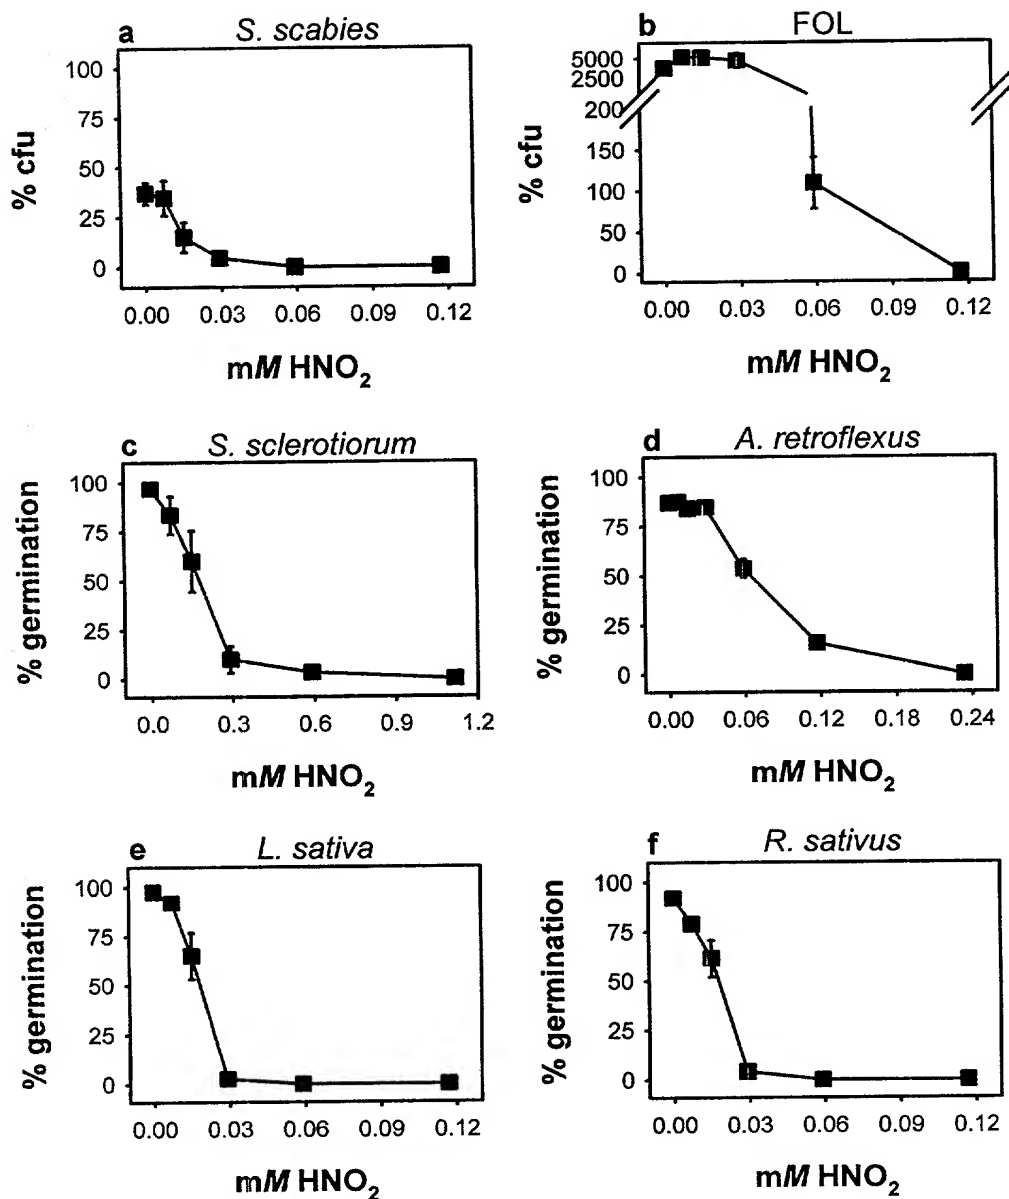 a S. scabies
100
75
50
25
0
% cfu
0.00 0.03 0.06 0.09 0.12
mM HNO2
b FOL
5000
2500
200
150
100
50
0
% cfu
0.00 0.03 0.06 0.09 0.12
mM HNO2
c S. sclerotiorum
100
75
50
25
0
% germination
0.0 0.3 0.6 0.9 1.2
mM HNO2
d A. retroflexus
100
75
50
25
0
% germination
0.00 0.06 0.12 0.18 0.24
mM HNO2
e L. sativa
100
75
50
25
0
% germination
0.00 0.03 0.06 0.09 0.12
mM HNO2
f R. sativus
100
75
50
25
0
% germination
0.00 0.03 0.06 0.09 0.12
mM HNO2